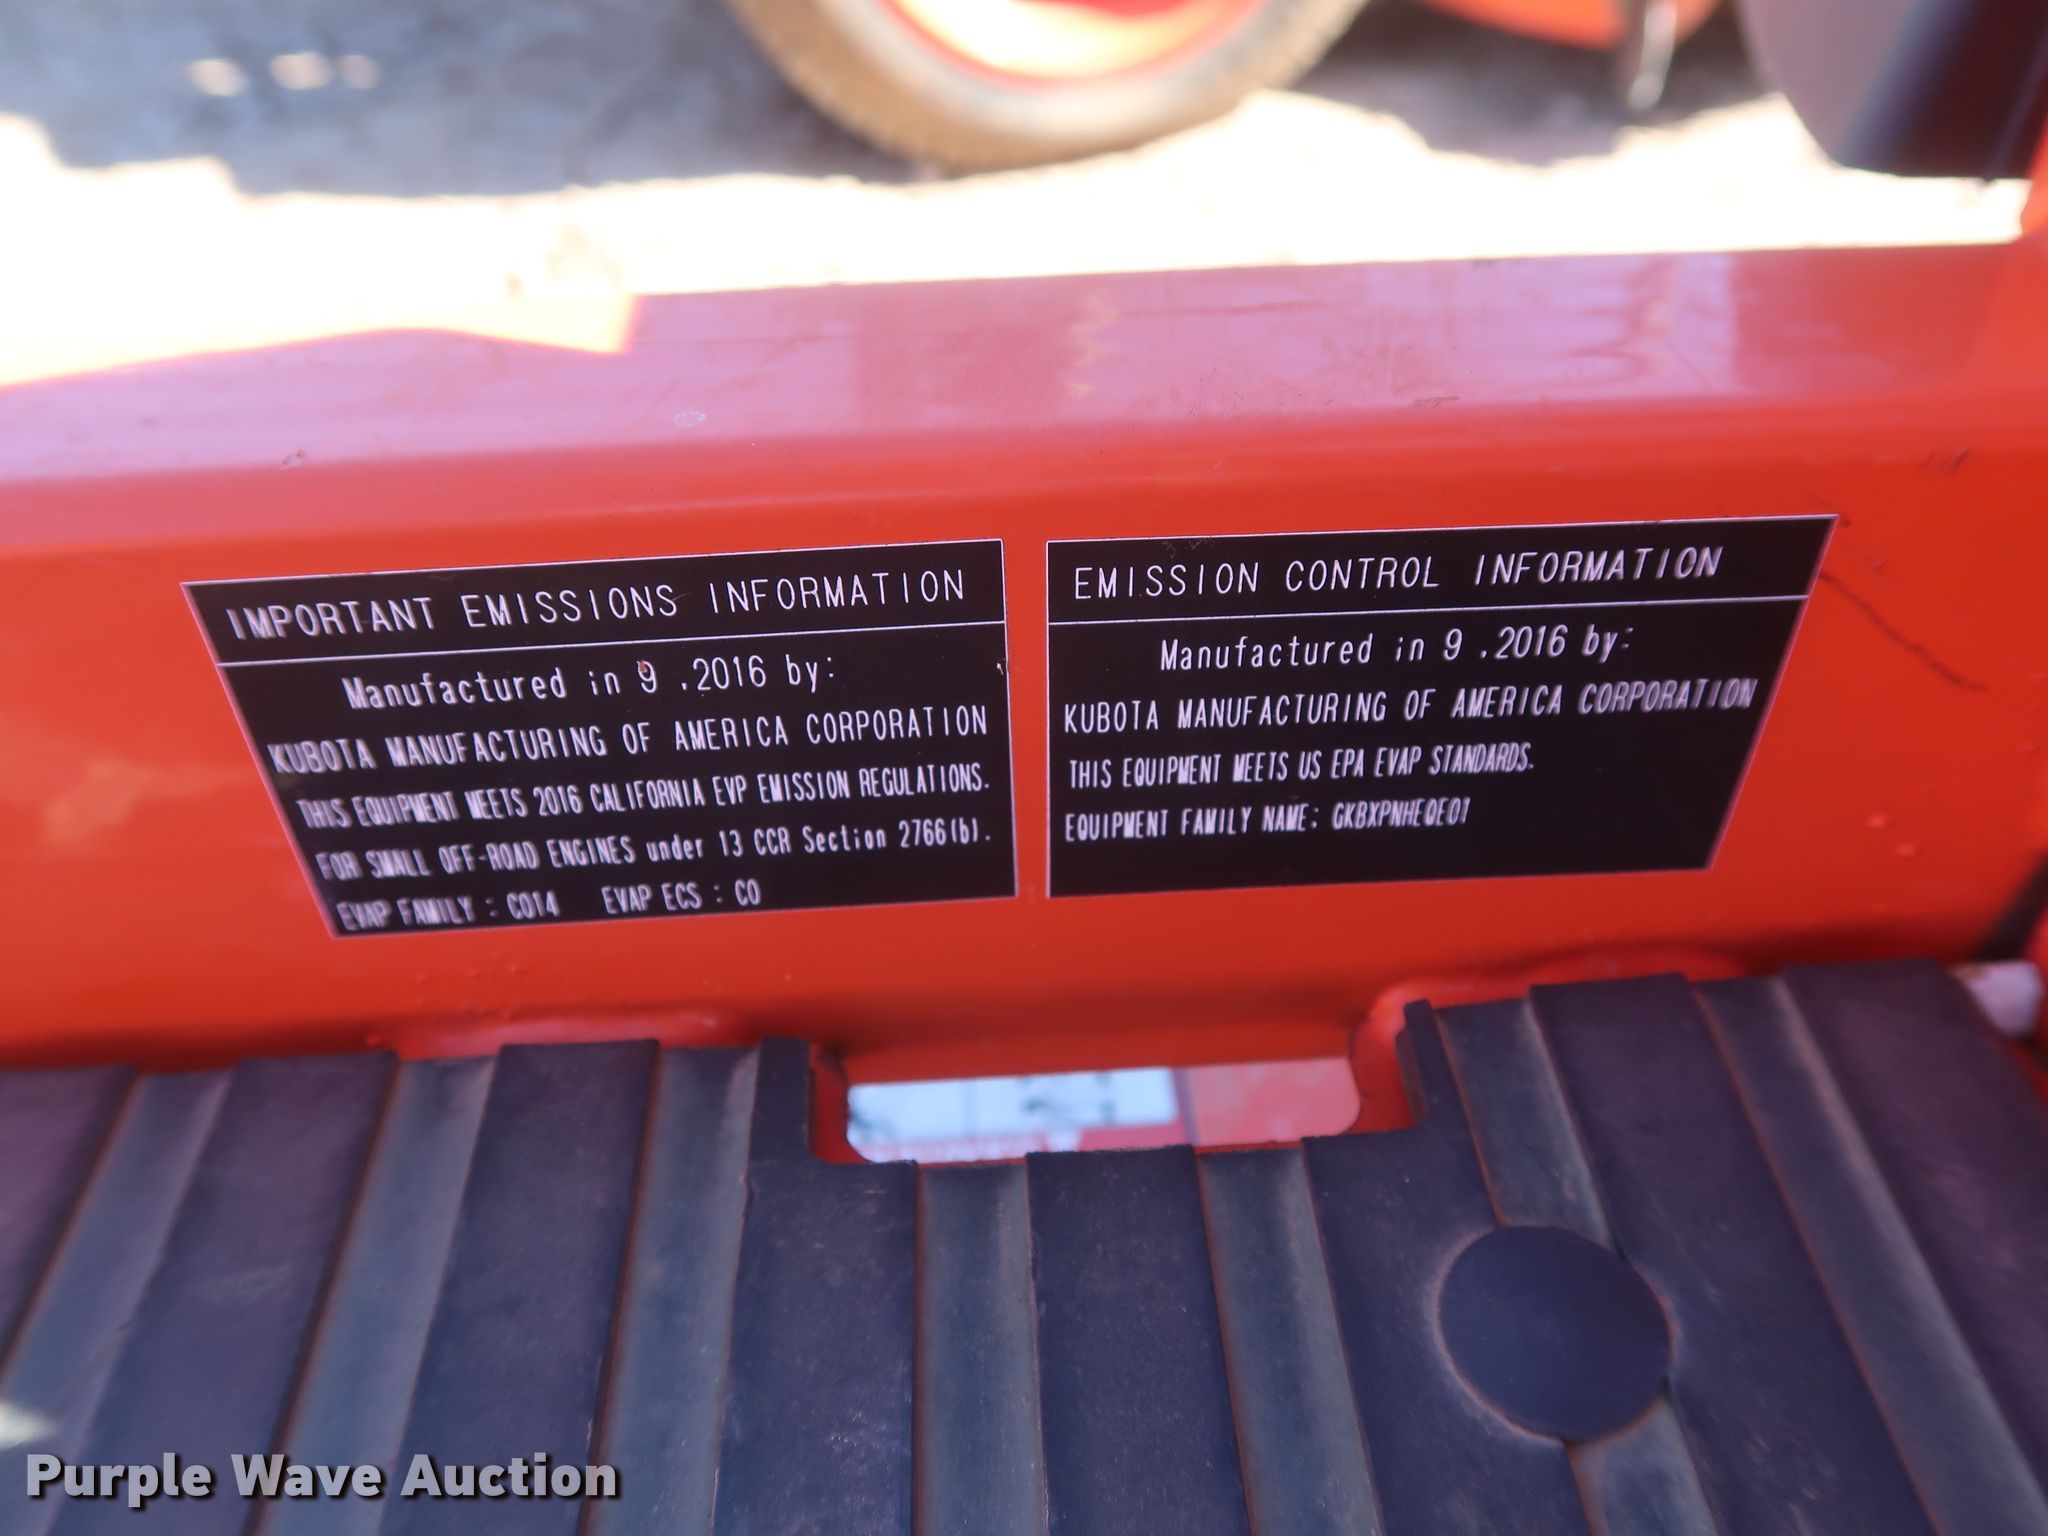 IMPORTANT EMISSIONS INFORMATION
Manufactured in 9 .2016 by:
KUBOTA MANUFACTURING OF AMERICA CORPORATION
THIS EQUIPMENT MEETS 2016 CALIFORNIA EVP EMISSION REGULATIONS.
FOR SMALL OFF-ROAD ENGINES under 13 CCR Section 2766(b).
EVAP FAMILY : CO14 EVAP ECS : CO
EMISSION CONTROL INFORMATION
Manufactured in 9 .2016 by:
KUBOTA MANUFACTURING OF AMERICA CORPORATION
THIS EQUIPMENT MEETS US EPA EVAP STANDARDS.
EQUIPMENT FAMILY NAME:
Purple Wave Auction